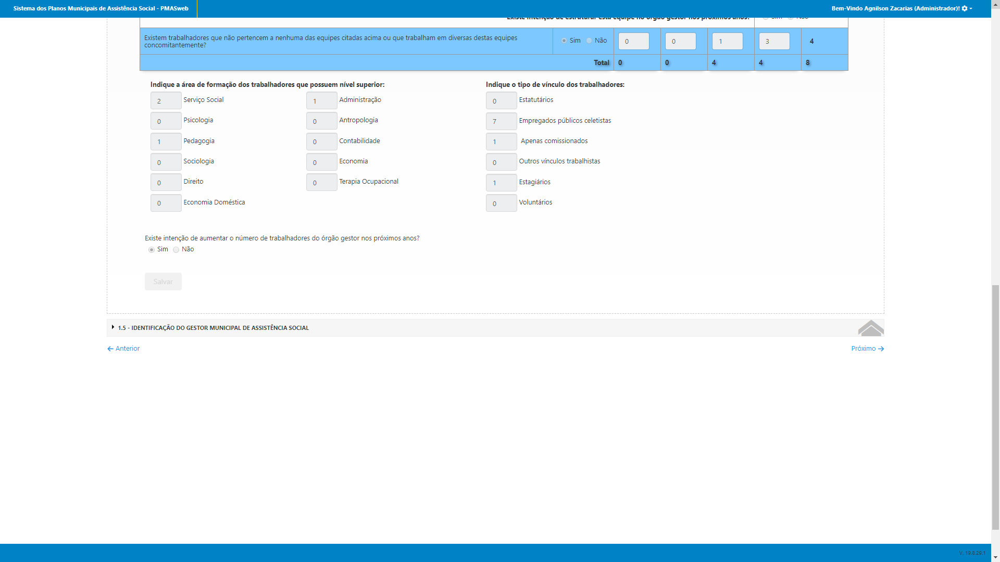 Sistema dos Planos Municipais de Assistência Social - PMASweb
Bem-Vindo Agnilson Zacarias (Administrador)!
Existe intenção de estruturar esta equipe no órgão gestor nos próximos anos? Sim Não
Existem trabalhadores que não pertencem a nenhuma das equipes citadas acima ou que trabalham em diversas destas equipes
concomitantemente?
Sim Não 0 0 1 3 4
Total 0 0 4 4 8
Indique a área de formação dos trabalhadores que possuem nível superior:
2 Serviço Social 1 Administração
0 Psicologia 0 Antropologia
1 Pedagogia 0 Contabilidade
0 Sociologia 0 Economia
0 Direito 0 Terapia Ocupacional
0 Economia Doméstica
Indique o tipo de vínculo dos trabalhadores:
0 Estatutários
7 Empregados públicos celetistas
1 Apenas comissionados
0 Outros vínculos trabalhistas
1 Estagiários
0 Voluntários
Existe intenção de aumentar o número de trabalhadores do órgão gestor nos próximos anos?
Sim Não
Salvar
1.5 - IDENTIFICAÇÃO DO GESTOR MUNICIPAL DE ASSISTÊNCIA SOCIAL
Anterior
Próximo
V. 19.8.29.1